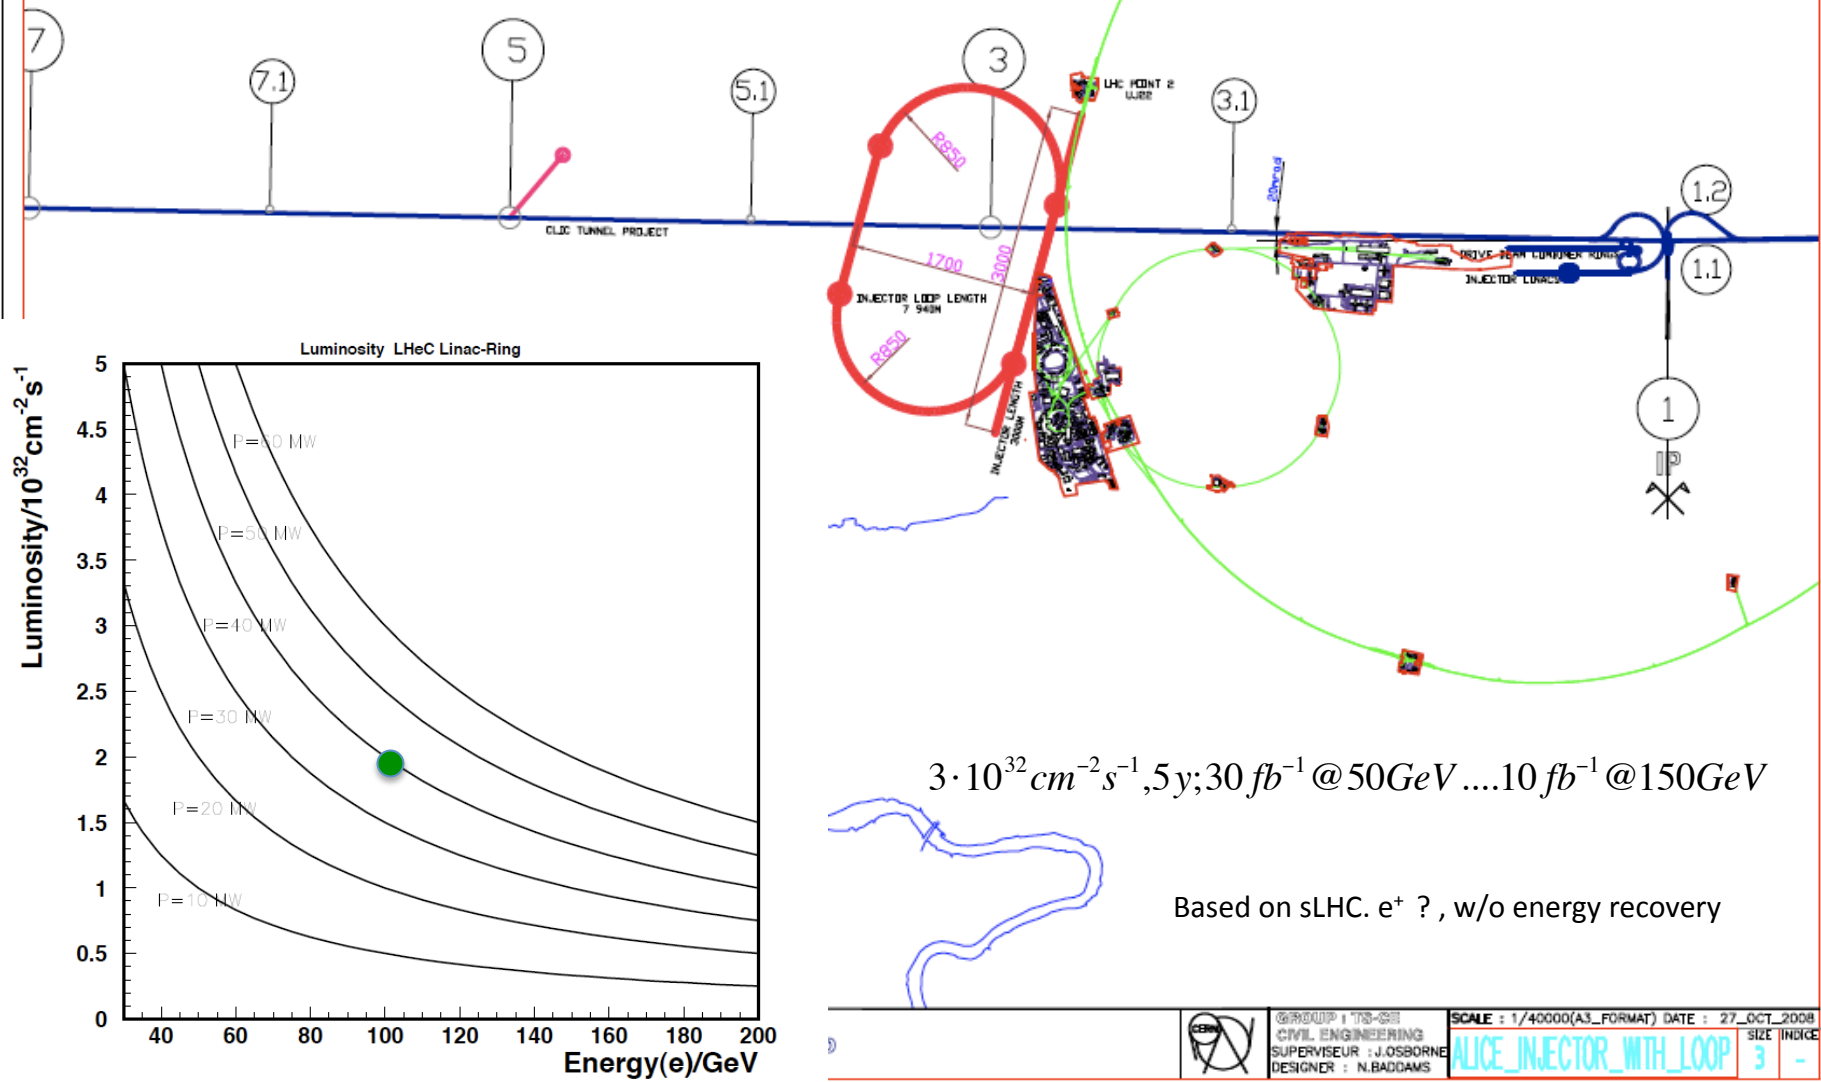 7
7.1
5
5.1
3
3.1
1.2
1.1
1
IP
LHC POINT 2
UJ22
20mrad
CLIC TUNNEL PROJECT
R850
1700
3000
INJECTOR LOOP LENGTH
7 940M
R850
INJECTOR LENGTH
3000M
DRIVE BEAM COMBINER RINGS
INJECTOR LINACS
Luminosity LHeC Linac-Ring
Luminosity/10³²cm⁻²s⁻¹
5
4.5
4
3.5
3
2.5
2
1.5
1
0.5
0
P=60 MW
P=50 MW
P=40 MW
P=30 MW
P=20 MW
P=10 MW
40 60 80 100 120 140 160 180 200
Energy(e)/GeV
3·10³²cm⁻²s⁻¹,5y;30fb⁻¹@50GeV....10fb⁻¹@150GeV
Based on sLHC. e⁺ ? , w/o energy recovery
CERN
GROUP : TS-CE
CIVIL ENGINEERING
SUPERVISEUR : J.OSBORNE
DESIGNER : N.BADDAMS
SCALE : 1/40000(A3_FORMAT) DATE : 27_OCT_2008
ALICE_INJECTOR_WITH_LOOP
SIZE
3
INDICE
-